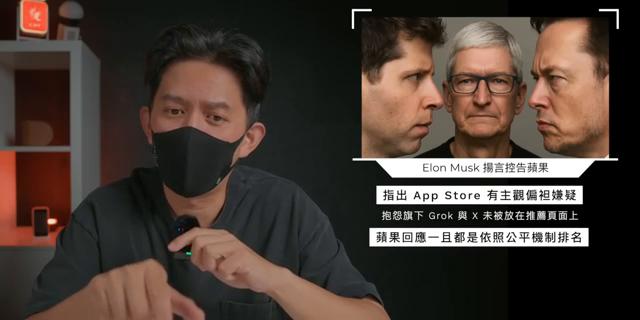 Elon Musk 揚言控告蘋果
指出 App Store 有主觀偏袒嫌疑
抱怨旗下 Grok 與 X 未被放在推薦頁面上
蘋果回應一旦都是依照公平機制排名